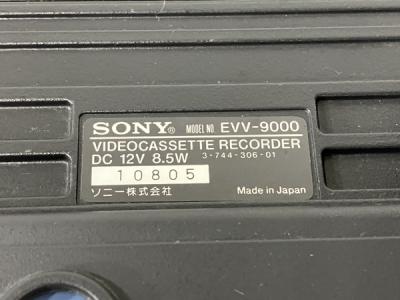 SONY® MODEL NO EVV-9000
VIDEOCASSETTE RECORDER
DC 12V 8.5W 3-744-306-01
10805
ソニー株式会社 Made in Japan